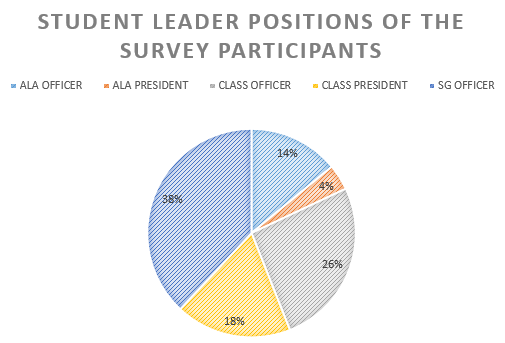 STUDENT LEADER POSITIONS OF THE
SURVEY PARTICIPANTS
ALA OFFICER ALA PRESIDENT CLASS OFFICER CLASS PRESIDENT SG OFFICER
14%
4%
38%
26%
18%